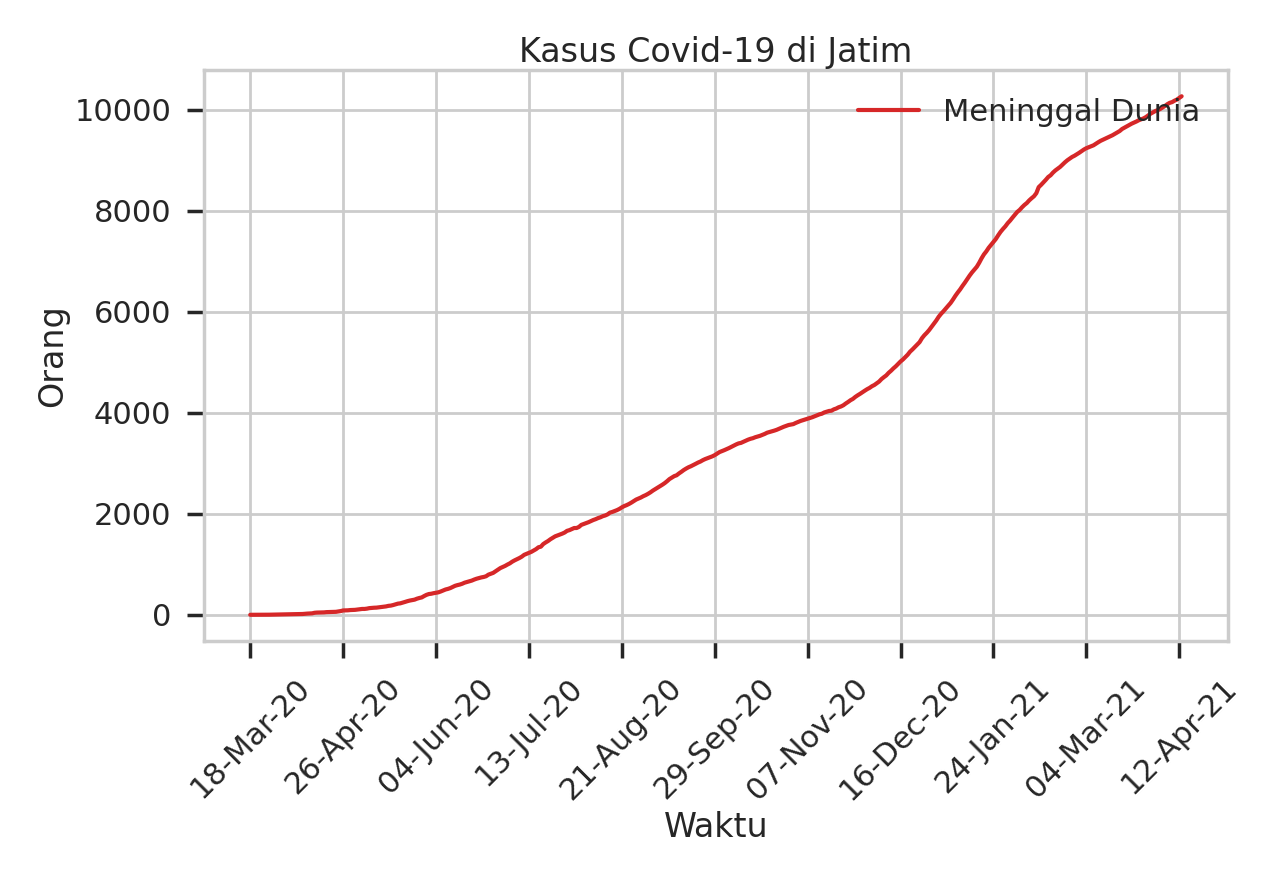 Kasus Covid-19 di Jatim
Meninggal Dunia
Orang
10000
8000
6000
4000
2000
0
18-Mar-20
26-Apr-20
04-Jun-20
13-Jul-20
21-Aug-20
29-Sep-20
07-Nov-20
16-Dec-20
24-Jan-21
04-Mar-21
12-Apr-21
Waktu